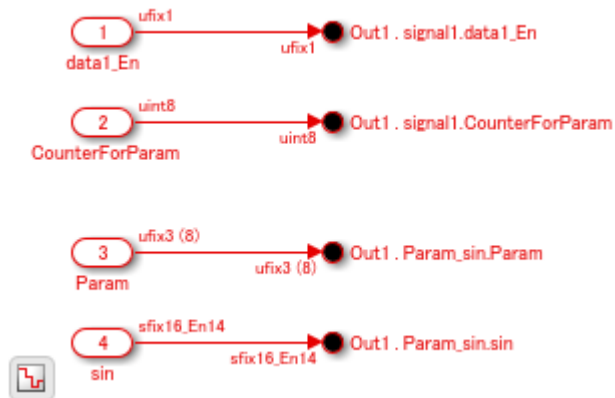 ufix1
1
ufix1
Out1 . signal1.data1_En
data1_En
uint8
2
uint8
Out1 . signal1.CounterForParam
CounterForParam
ufix3 (8)
3
ufix3 (8)
Out1 . Param_sin.Param
Param
sfix16_En14
4
sfix16_En14
Out1 . Param_sin.sin
sin